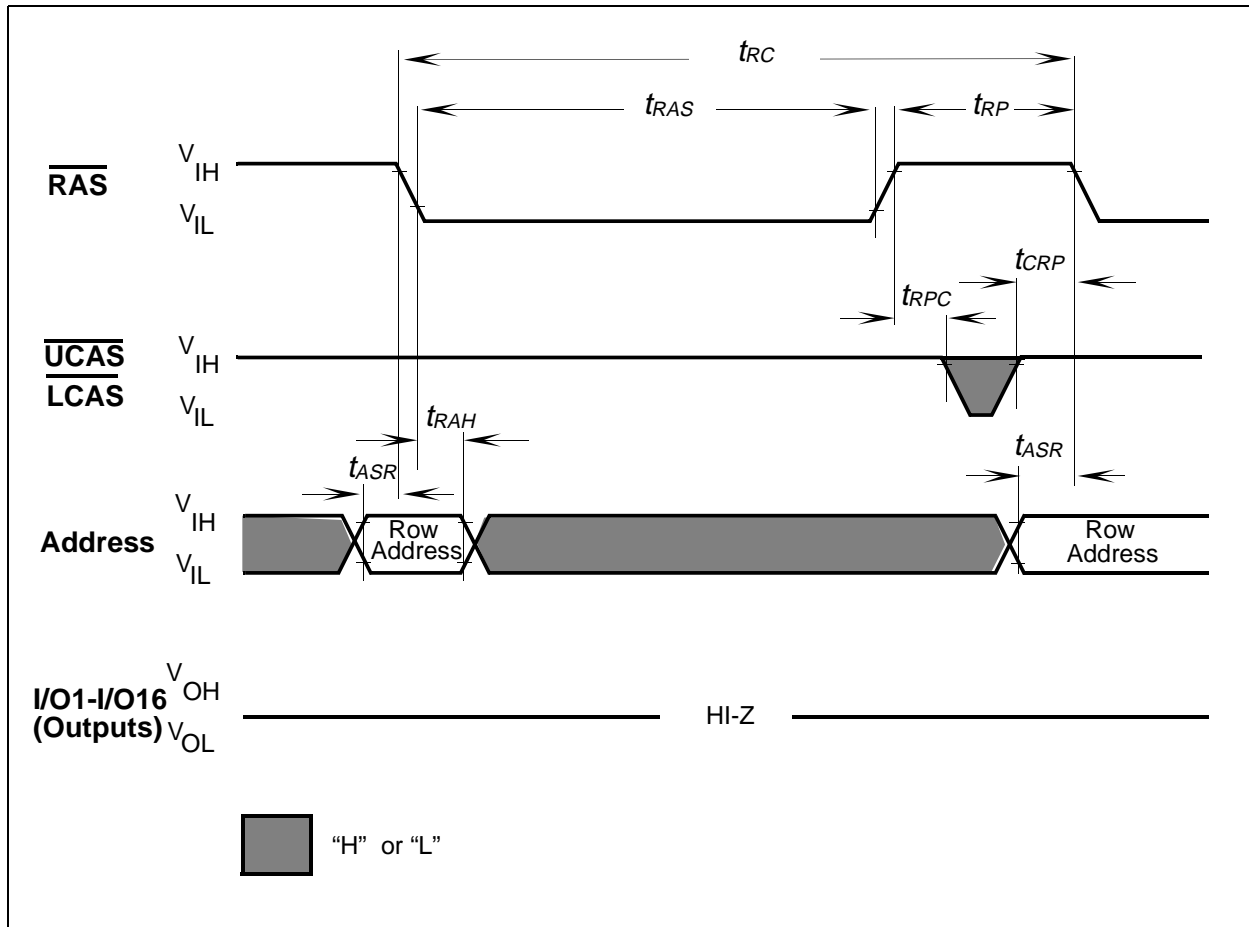 tRC
tRAS
tRP
RAS
VIH
VIL
tCRP
tRPC
UCAS
LCAS
VIH
VIL
tRAH
tASR
tASR
Address
VIH
VIL
Row
Address
Row
Address
I/O1-I/O16
(Outputs)
VOH
VOL
HI-Z
“H” or “L”